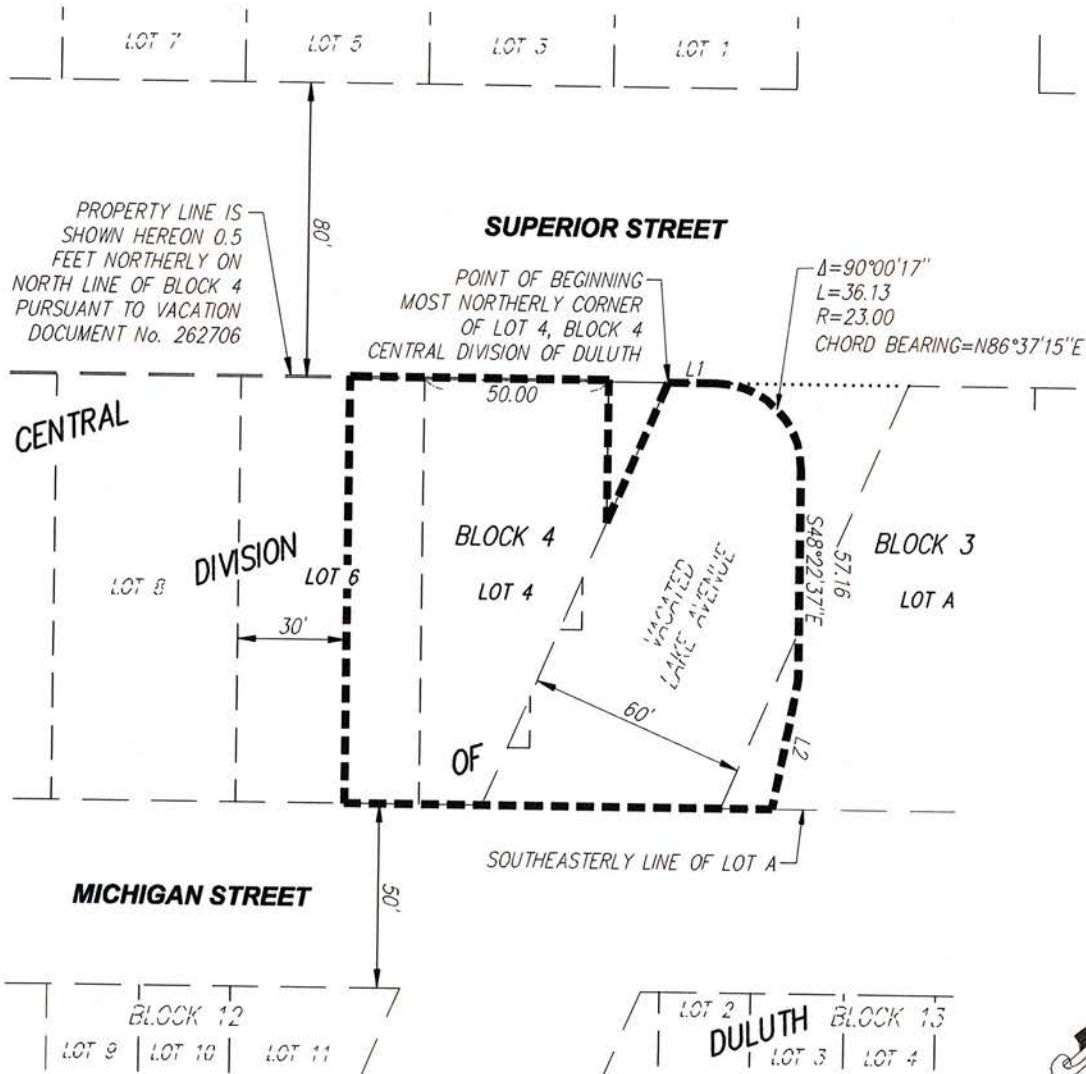 LOT 7
LOT 5
LOT 3
LOT 1
80'
PROPERTY LINE IS
SHOWN HEREON 0.5
FEET NORTHERLY ON
NORTH LINE OF BLOCK 4
PURSUANT TO VACATION
DOCUMENT No. 262706
SUPERIOR STREET
POINT OF BEGINNING
MOST NORTHERLY CORNER
OF LOT 4, BLOCK 4
CENTRAL DIVISION OF DULUTH
Δ=90°00'17"
L=36.13
R=23.00
CHORD BEARING=N86°37'15"E
L1
50.00
CENTRAL
DIVISION
BLOCK 4
LOT 8
LOT 6
LOT 4
VACATED
LAKE AVENUE
57.16
S48°22'37"E
BLOCK 3
LOT A
30'
60'
L2
OF
SOUTHEASTERLY LINE OF LOT A
MICHIGAN STREET
50'
BLOCK 12
LOT 9
LOT 10
LOT 11
LOT 2
DULUTH
BLOCK 13
LOT 3
LOT 4